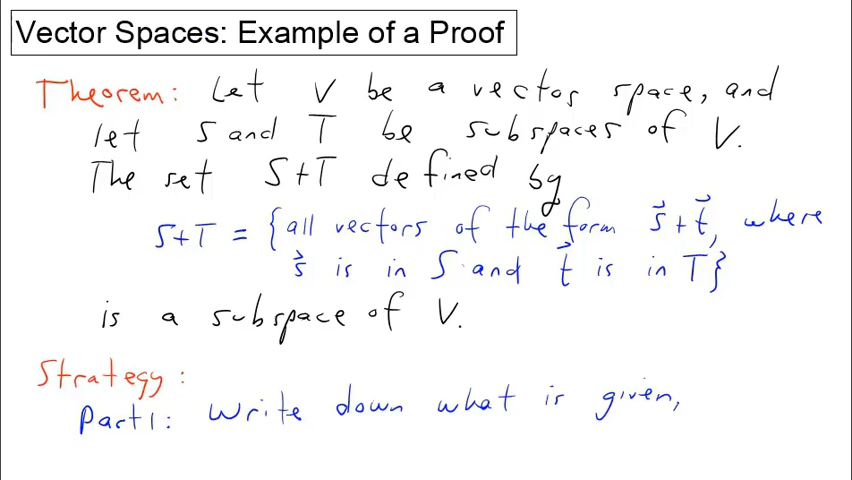 Vector Spaces: Example of a Proof
Theorem: Let V be a vector space, and
let S and T be subspaces of V.
The set S+T defined by
S+T = {all vectors of the form s⃗ + t⃗, where
s⃗ is in S and t⃗ is in T}
is a subspace of V.
Strategy:
Part 1: Write down what is given,